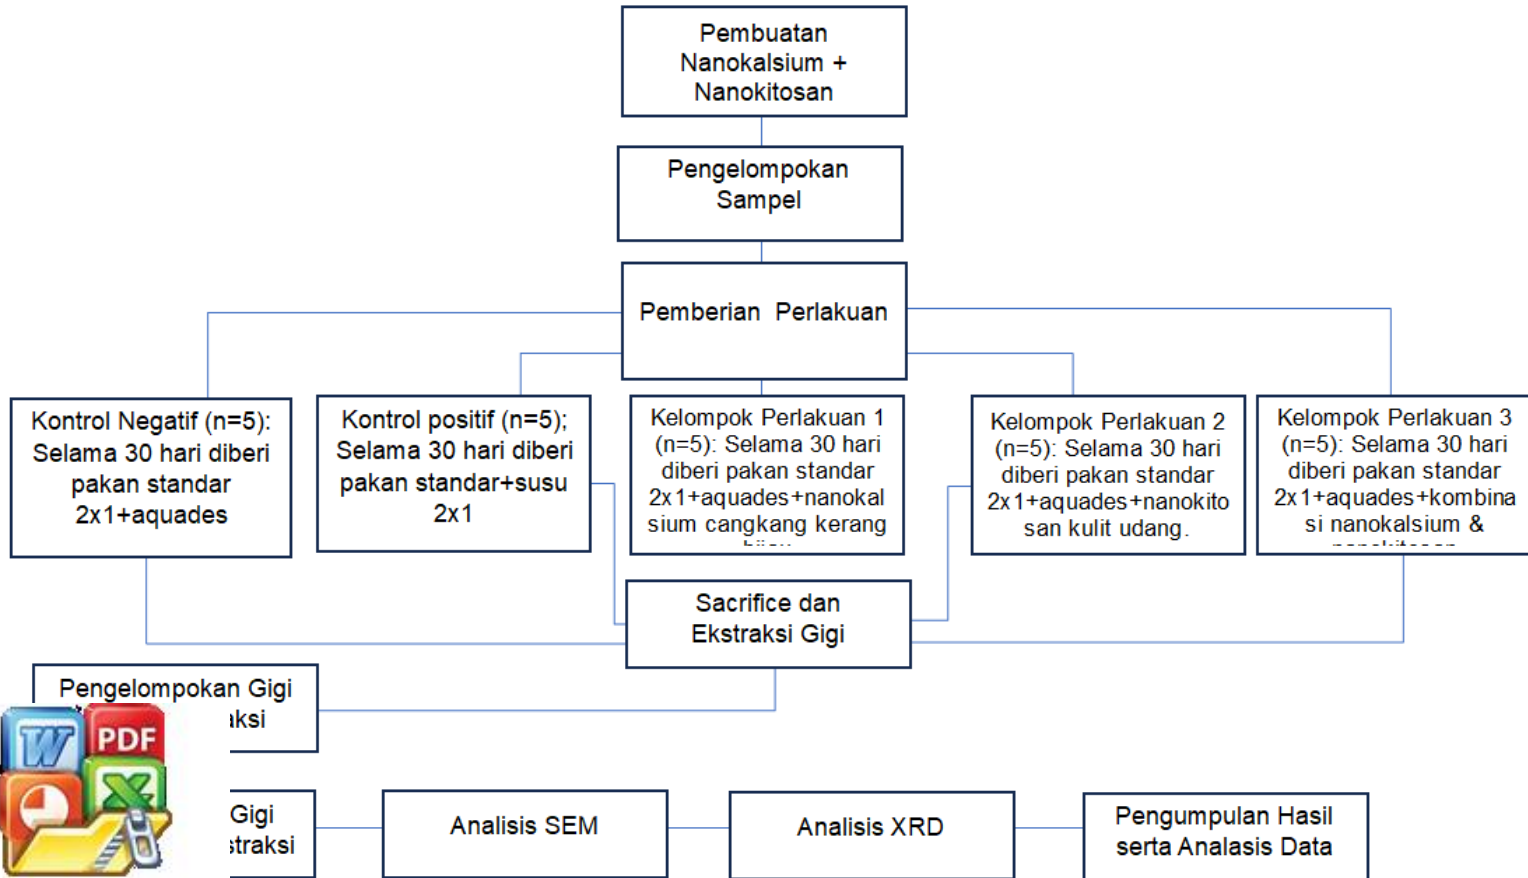 Pembuatan
Nanokalsium +
Nanokitosan
Pengelompokan
Sampel
Pemberian Perlakuan
Kontrol Negatif (n=5):
Selama 30 hari diberi
pakan standar
2x1+aquades
Kontrol positif (n=5);
Selama 30 hari diberi
pakan standar+susu
2x1
Kelompok Perlakuan 1
(n=5): Selama 30 hari
diberi pakan standar
2x1+aquades+nanokal
sium cangkang kerang
Kelompok Perlakuan 2
(n=5): Selama 30 hari
diberi pakan standar
2x1+aquades+nanokito
san kulit udang.
Kelompok Perlakuan 3
(n=5): Selama 30 hari
diberi pakan standar
2x1+aquades+kombina
si nanokalsium &
Sacrifice dan
Ekstraksi Gigi
Pengelompokan Gigi
aksi
W PDF
X
Gigi
straksi
Analisis SEM
Analisis XRD
Pengumpulan Hasil
serta Analasis Data